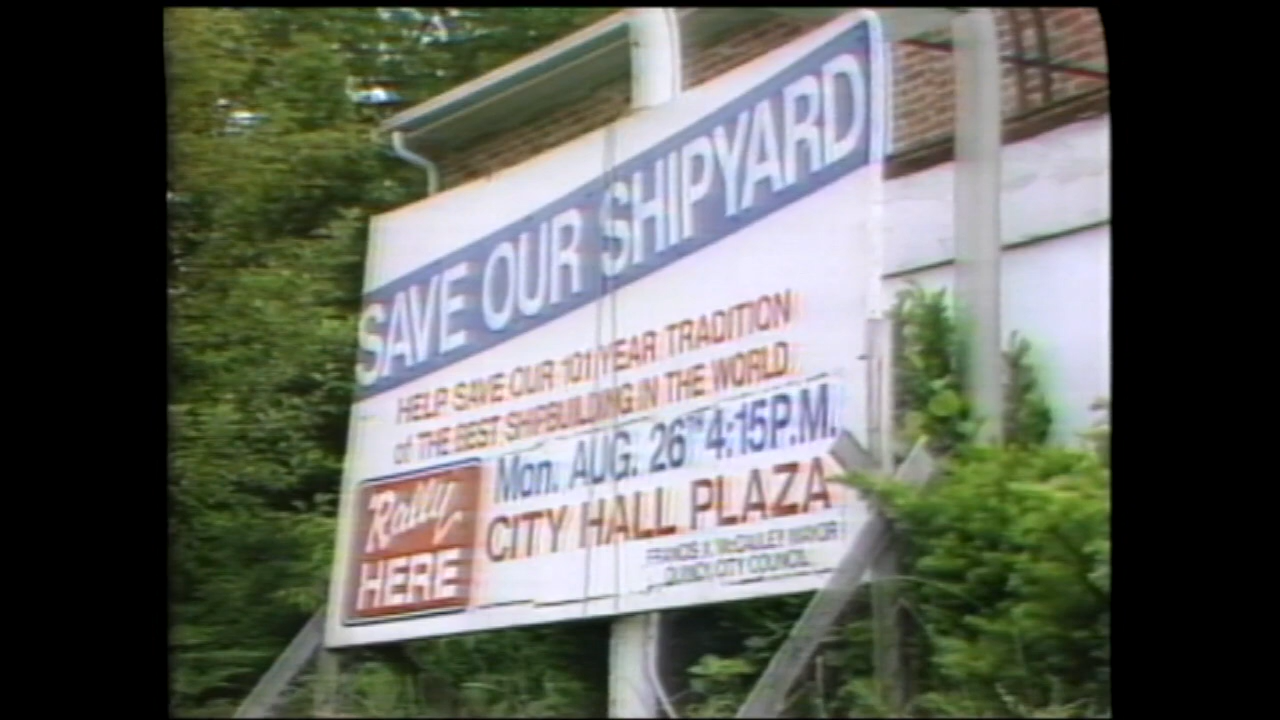 SAVE OUR SHIPYARD
HELP SAVE OUR 101 YEAR TRADITION
of THE BEST SHIPBUILDING IN THE WORLD
Mon. AUG. 26TH 4:15P.M.
CITY HALL PLAZA
Rally
HERE
FRANCIS X. McCAULEY MAYOR
QUINCY CITY COUNCIL